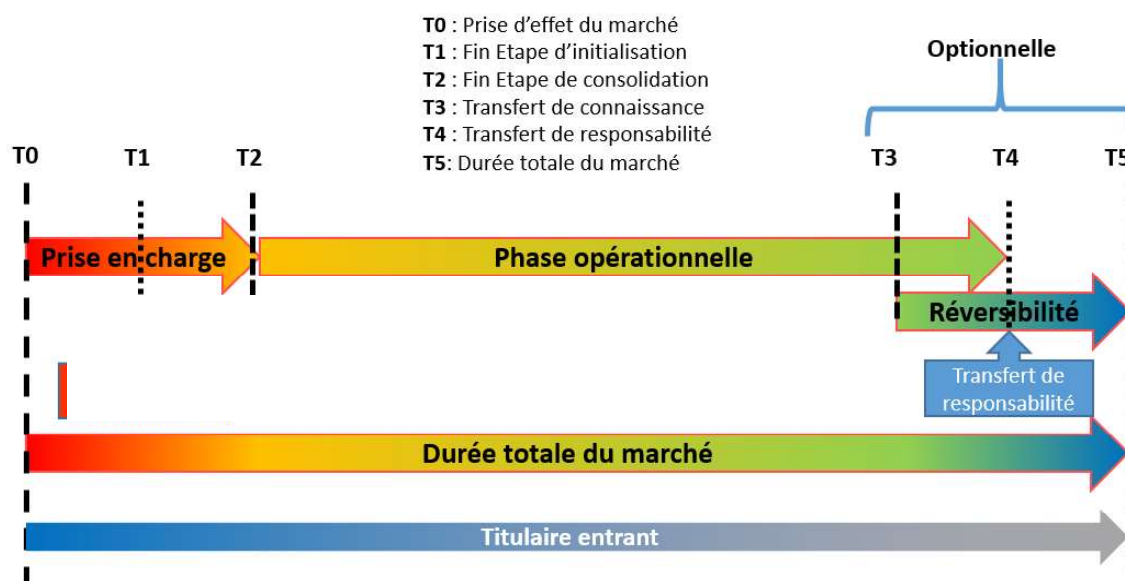 T0 : Prise d'effet du marché
T1 : Fin Etape d'initialisation
T2 : Fin Etape de consolidation
T3 : Transfert de connaissance
T4 : Transfert de responsabilité
T5: Durée totale du marché
Optionnelle
T0 T1 T2 T3 T4 T5
Prise en charge
Phase opérationnelle
Réversibilité
Transfert de
responsabilité
Durée totale du marché
Titulaire entrant